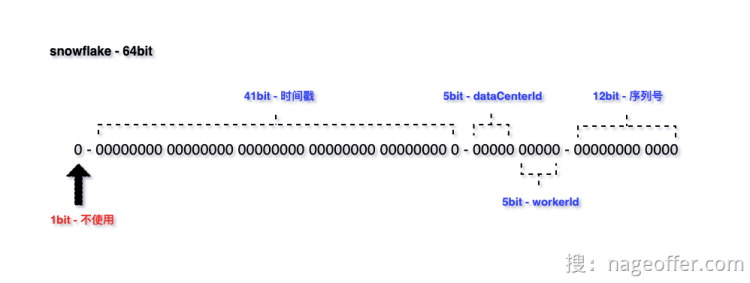 snowflake - 64bit
41bit - 时间戳
5bit - dataCenterId
12bit - 序列号
0 - 00000000 00000000 00000000 00000000 00000000 0 - 00000 00000 - 00000000 0000
5bit - workerId
1bit - 不使用
搜：nageoffer.com